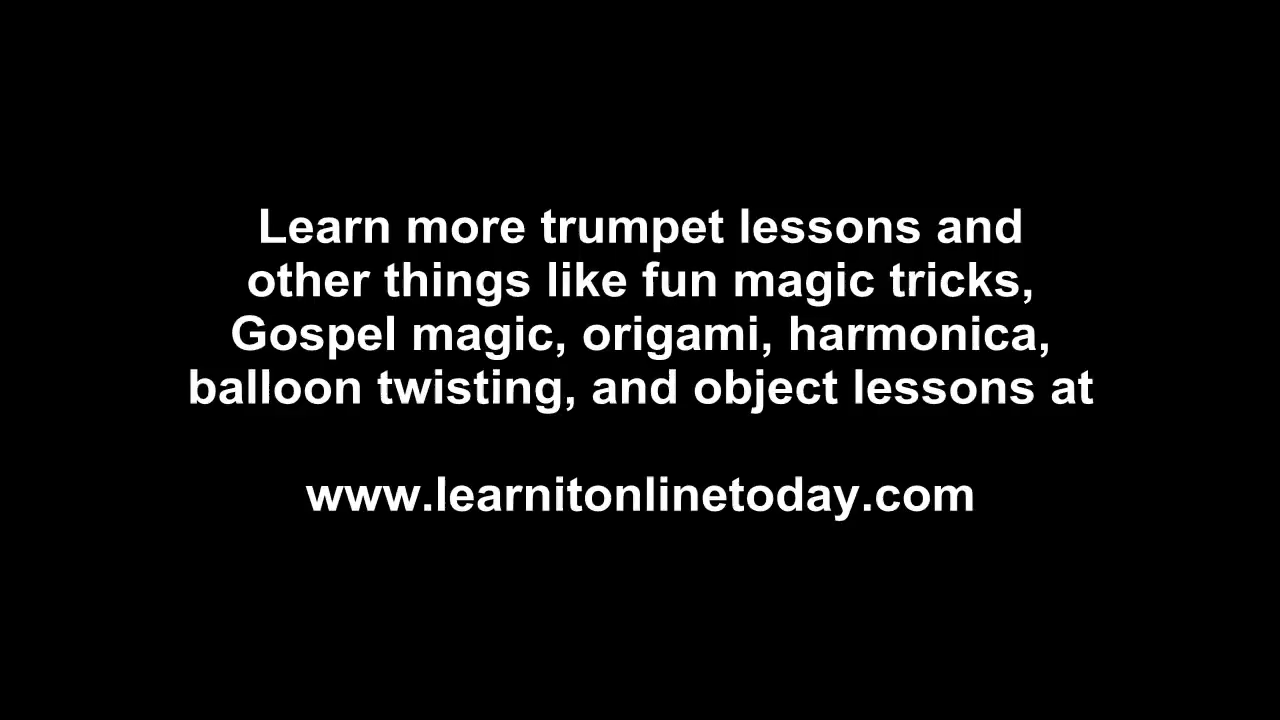 Learn more trumpet lessons and
other things like fun magic tricks,
Gospel magic, origami, harmonica,
balloon twisting, and object lessons at
www.learnitonlinetoday.com